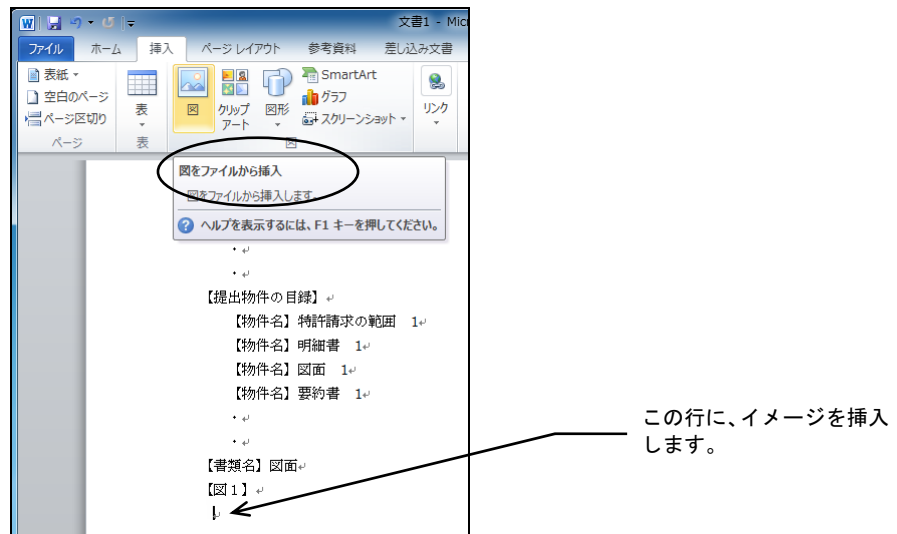 文書1 - Mic
ファイル ホーム 挿入 ページ レイアウト 参考資料 差し込み文書
表紙
空白のページ
ページ区切り
ページ
表
表
図
クリップ
アート
図形
SmartArt
グラフ
スクリーンショット
図
リンク
図をファイルから挿入
図をファイルから挿入します。
ヘルプを表示するには、F1 キーを押してください。
・
・
【提出物件の目録】
【物件名】特許請求の範囲 1
【物件名】明細書 1
【物件名】図面 1
【物件名】要約書 1
・
・
【書類名】図面
【図1】
この行に、イメージを挿入
します。